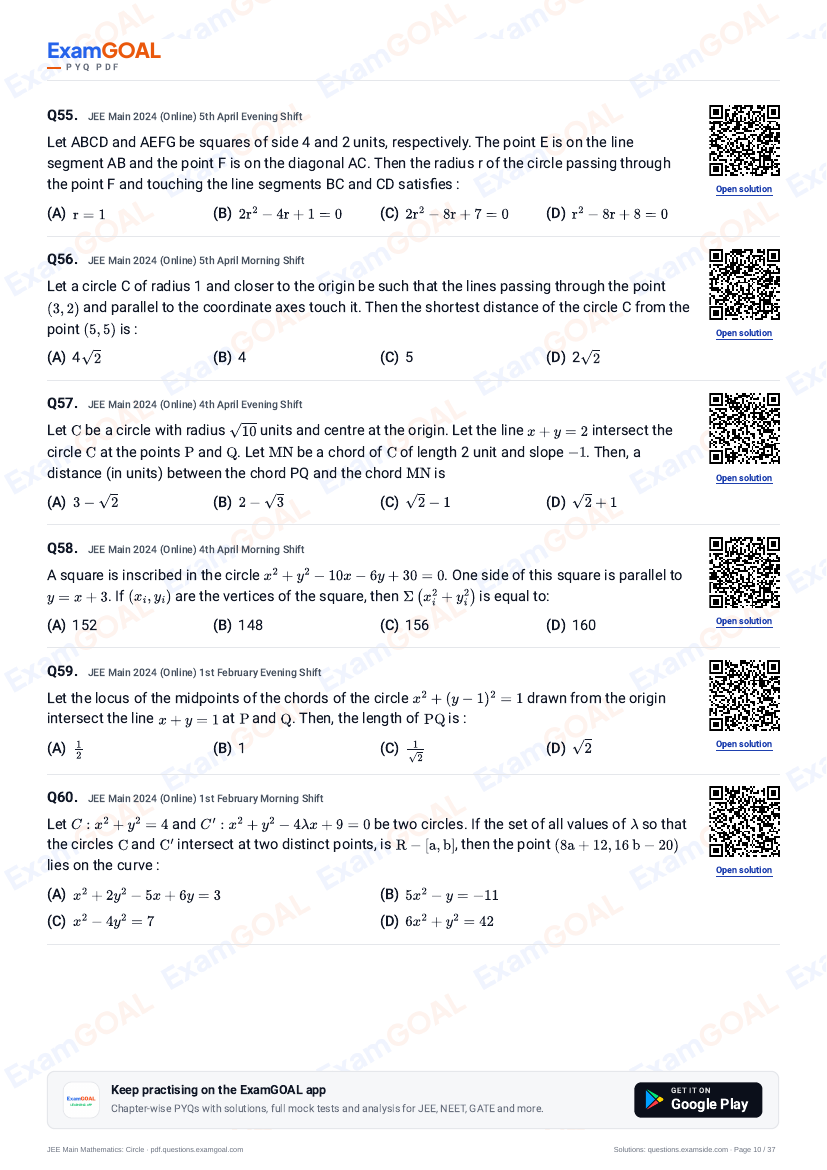 ExamGOAL
PYQ PDF
Q55. JEE Main 2024 (Online) 5th April Evening Shift
Let ABCD and AEFG be squares of side 4 and 2 units, respectively. The point E is on the line
segment AB and the point F is on the diagonal AC. Then the radius r of the circle passing through
the point F and touching the line segments BC and CD satisfies :
(A) r = 1 (B) 2r² − 4r + 1 = 0 (C) 2r² − 8r + 7 = 0 (D) r² − 8r + 8 = 0
Open solution
Q56. JEE Main 2024 (Online) 5th April Morning Shift
Let a circle C of radius 1 and closer to the origin be such that the lines passing through the point
(3, 2) and parallel to the coordinate axes touch it. Then the shortest distance of the circle C from the
point (5, 5) is :
(A) 4√2 (B) 4 (C) 5 (D) 2√2
Open solution
Q57. JEE Main 2024 (Online) 4th April Evening Shift
Let C be a circle with radius √10 units and centre at the origin. Let the line x + y = 2 intersect the
circle C at the points P and Q. Let MN be a chord of C of length 2 unit and slope −1. Then, a
distance (in units) between the chord PQ and the chord MN is
(A) 3 − √2 (B) 2 − √3 (C) √2 − 1 (D) √2 + 1
Open solution
Q58. JEE Main 2024 (Online) 4th April Morning Shift
A square is inscribed in the circle x² + y² − 10x − 6y + 30 = 0. One side of this square is parallel to
y = x + 3. If (xᵢ, yᵢ) are the vertices of the square, then Σ (xᵢ² + yᵢ²) is equal to:
(A) 152 (B) 148 (C) 156 (D) 160
Open solution
Q59. JEE Main 2024 (Online) 1st February Evening Shift
Let the locus of the midpoints of the chords of the circle x² + (y − 1)² = 1 drawn from the origin
intersect the line x + y = 1 at P and Q. Then, the length of PQ is :
(A) 1/2 (B) 1 (C) 1/√2 (D) √2
Open solution
Q60. JEE Main 2024 (Online) 1st February Morning Shift
Let C : x² + y² = 4 and C′ : x² + y² − 4λx + 9 = 0 be two circles. If the set of all values of λ so that
the circles C and C′ intersect at two distinct points, is R − [a, b], then the point (8a + 12, 16 b − 20)
lies on the curve :
(A) x² + 2y² − 5x + 6y = 3 (B) 5x² − y = −11
(C) x² − 4y² = 7 (D) 6x² + y² = 42
Open solution
ExamGOAL
Keep practising on the ExamGOAL app
Chapter-wise PYQs with solutions, full mock tests and analysis for JEE, NEET, GATE and more.
GET IT ON
Google Play
JEE Main Mathematics: Circle · pdf.questions.examgoal.com
Solutions: questions.examside.com · Page 10 / 37